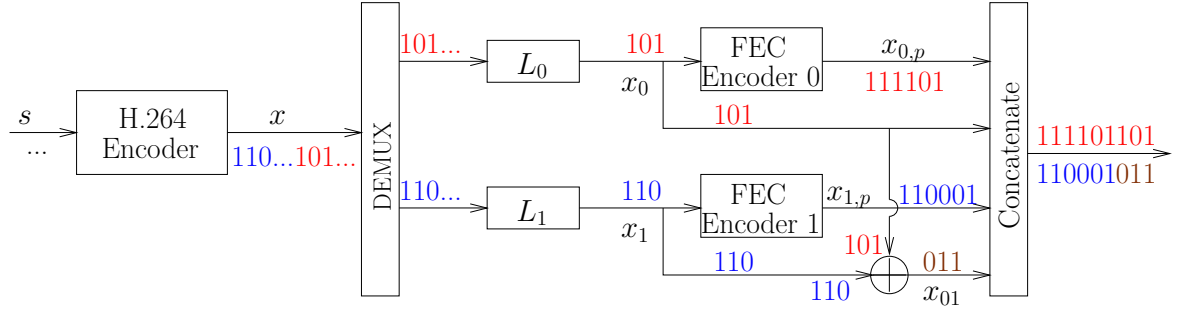 s
...
H.264
Encoder
x
110...101...
DEMUX
101...
L₀
101
x₀
FEC
Encoder 0
x₀,ₚ
111101
101
110...
L₁
110
x₁
FEC
Encoder 1
x₁,ₚ
110001
110
101
110
011
x₀₁
Concatenate
111101101
110001011